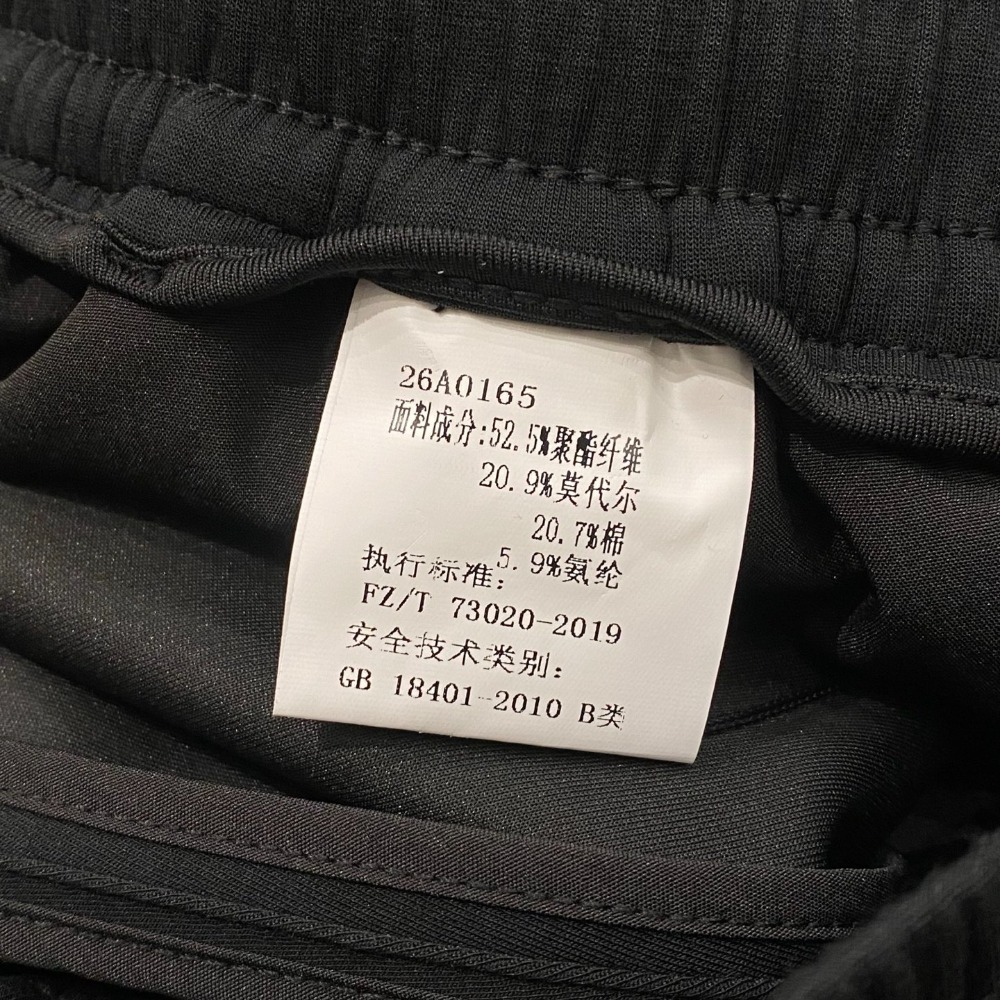 26A0165
面料成分:52.5%聚酯纤维
20.9%莫代尔
20.7%棉
5.9%氨纶
执行标准:
FZ/T 73020-2019
安全技术类别:
GB 18401-2010 B类